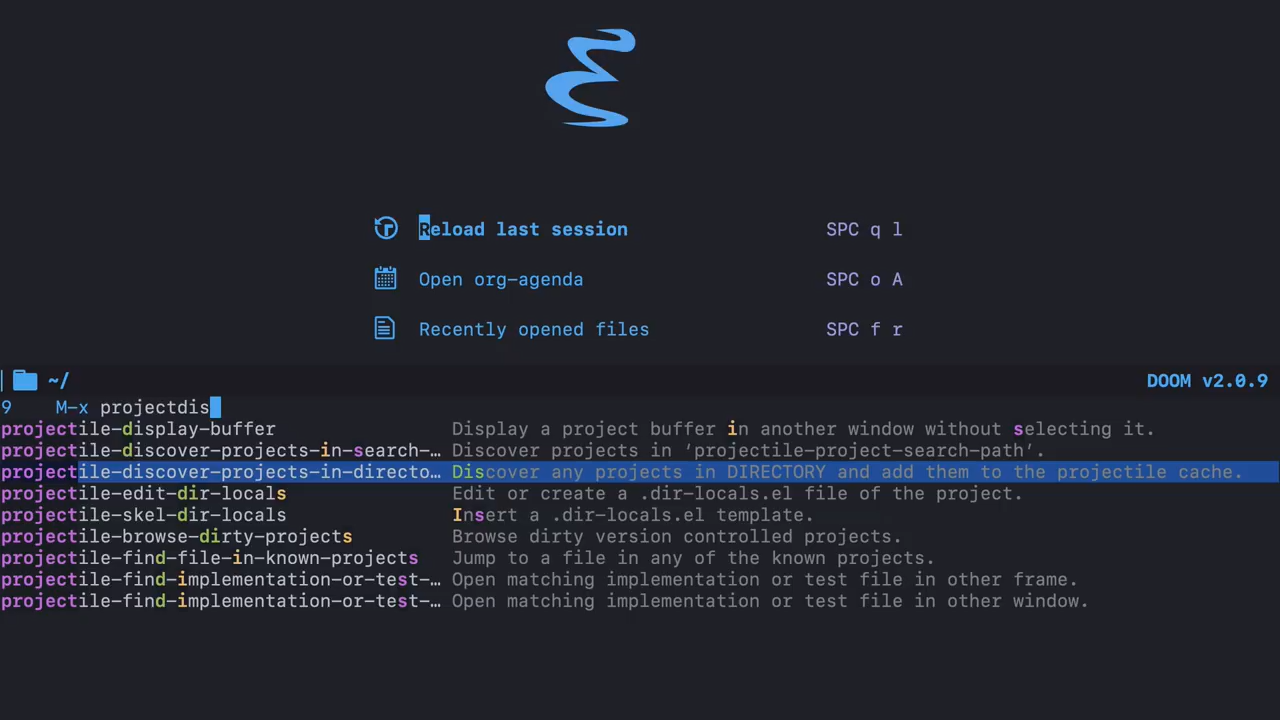 Reload last session SPC q l
Open org-agenda SPC o A
Recently opened files SPC f r
~/ DOOM v2.0.9
9 M-x projectdis
projectile-display-buffer Display a project buffer in another window without selecting it.
projectile-discover-projects-in-search-… Discover projects in ‘projectile-project-search-path’.
projectile-discover-projects-in-directo… Discover any projects in DIRECTORY and add them to the projectile cache.
projectile-edit-dir-locals Edit or create a .dir-locals.el file of the project.
projectile-skel-dir-locals Insert a .dir-locals.el template.
projectile-browse-dirty-projects Browse dirty version controlled projects.
projectile-find-file-in-known-projects Jump to a file in any of the known projects.
projectile-find-implementation-or-test-… Open matching implementation or test file in other frame.
projectile-find-implementation-or-test-… Open matching implementation or test file in other window.